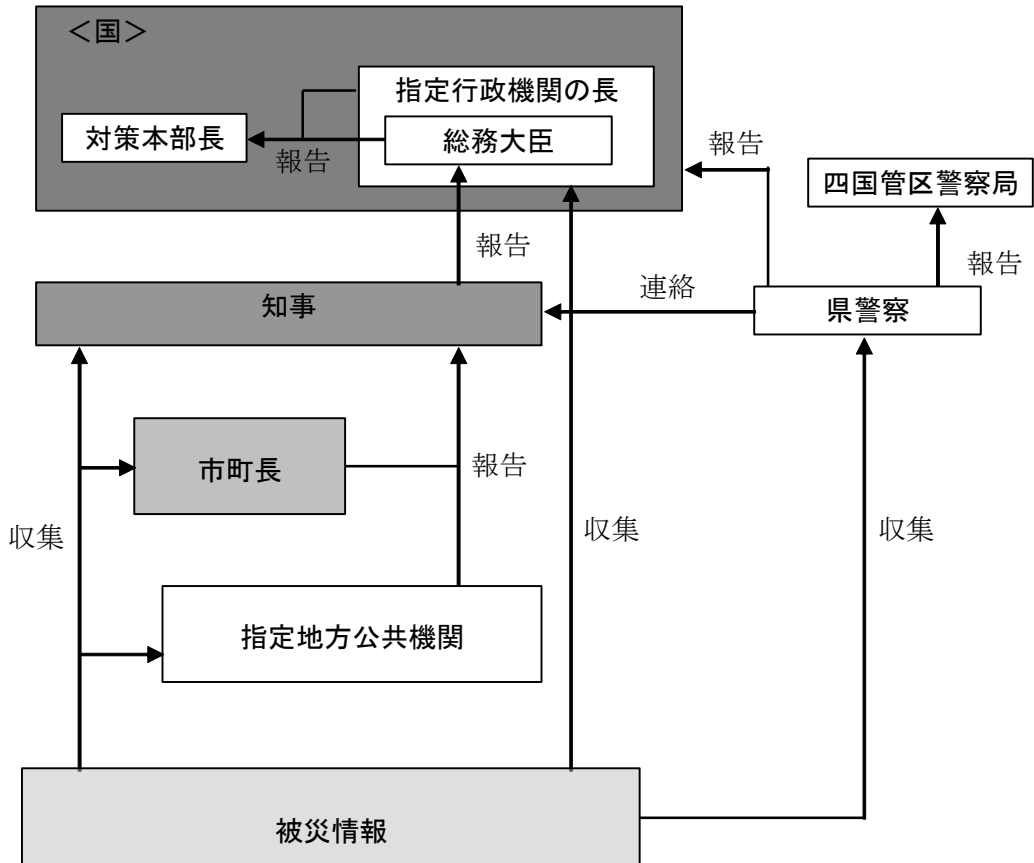 ＜国＞
指定行政機関の長
対策本部長
総務大臣
報告
報告
四国管区警察局
報告
報告
知事
連絡
県警察
市町長
報告
収集
収集
収集
指定地方公共機関
被災情報